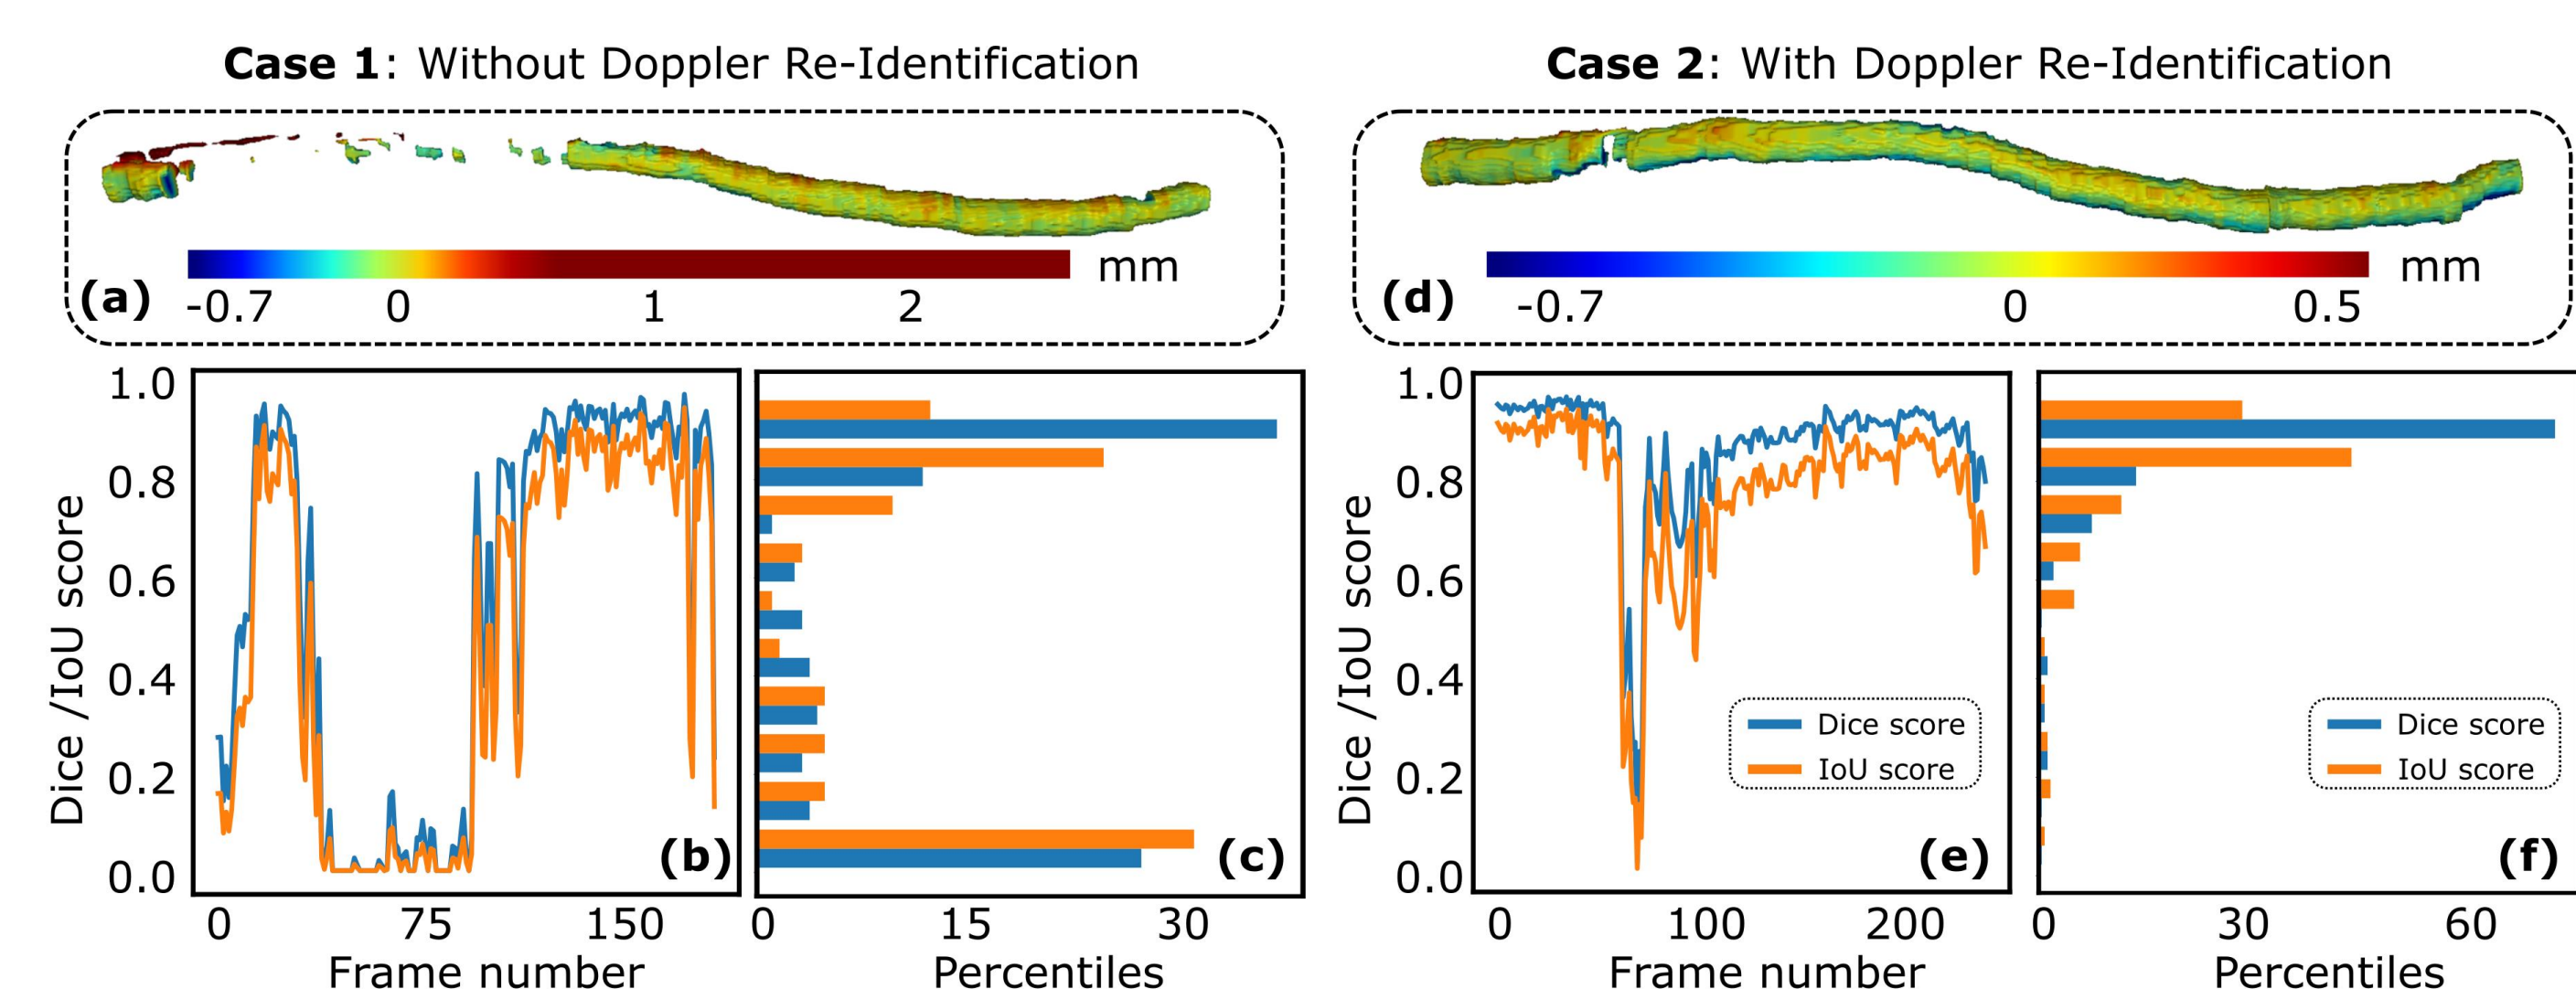 Case 1: Without Doppler Re-Identification
Case 2: With Doppler Re-Identification
mm
(a)
-0.7 0 1 2
mm
(d)
-0.7 0 0.5
Dice /IoU score
1.0
0.8
0.6
0.4
0.2
0.0
(b)
0 75 150
Frame number
(c)
0 15 30
Percentiles
Dice /IoU score
1.0
0.8
0.6
0.4
0.2
0.0
Dice score
IoU score
(e)
0 100 200
Frame number
Dice score
IoU score
(f)
0 30 60
Percentiles